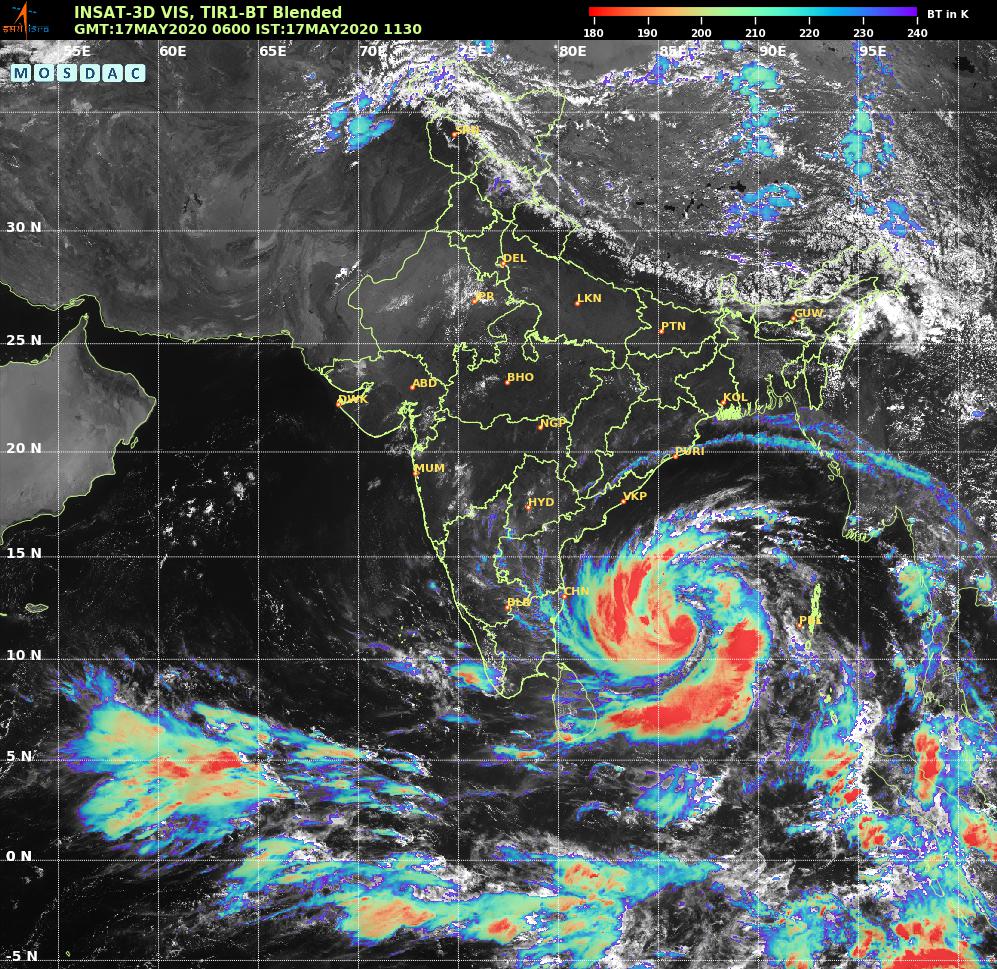 INSAT-3D VIS, TIR1-BT Blended
GMT:17MAY2020 0600 IST:17MAY2020 1130
BT in K
180 190 200 210 220 230 240
55E 60E 65E 70E 75E 80E 85E 90E 95E
MOSDAC
SRN
30 N
DEL
JPR LKN
GUW
PTN
25 N
ABD BHO
DWK KOL
NGP
20 N PURI
MUM
HYD VKP
15 N
BLR CHN
PBL
10 N
5 N
0 N
-5 N